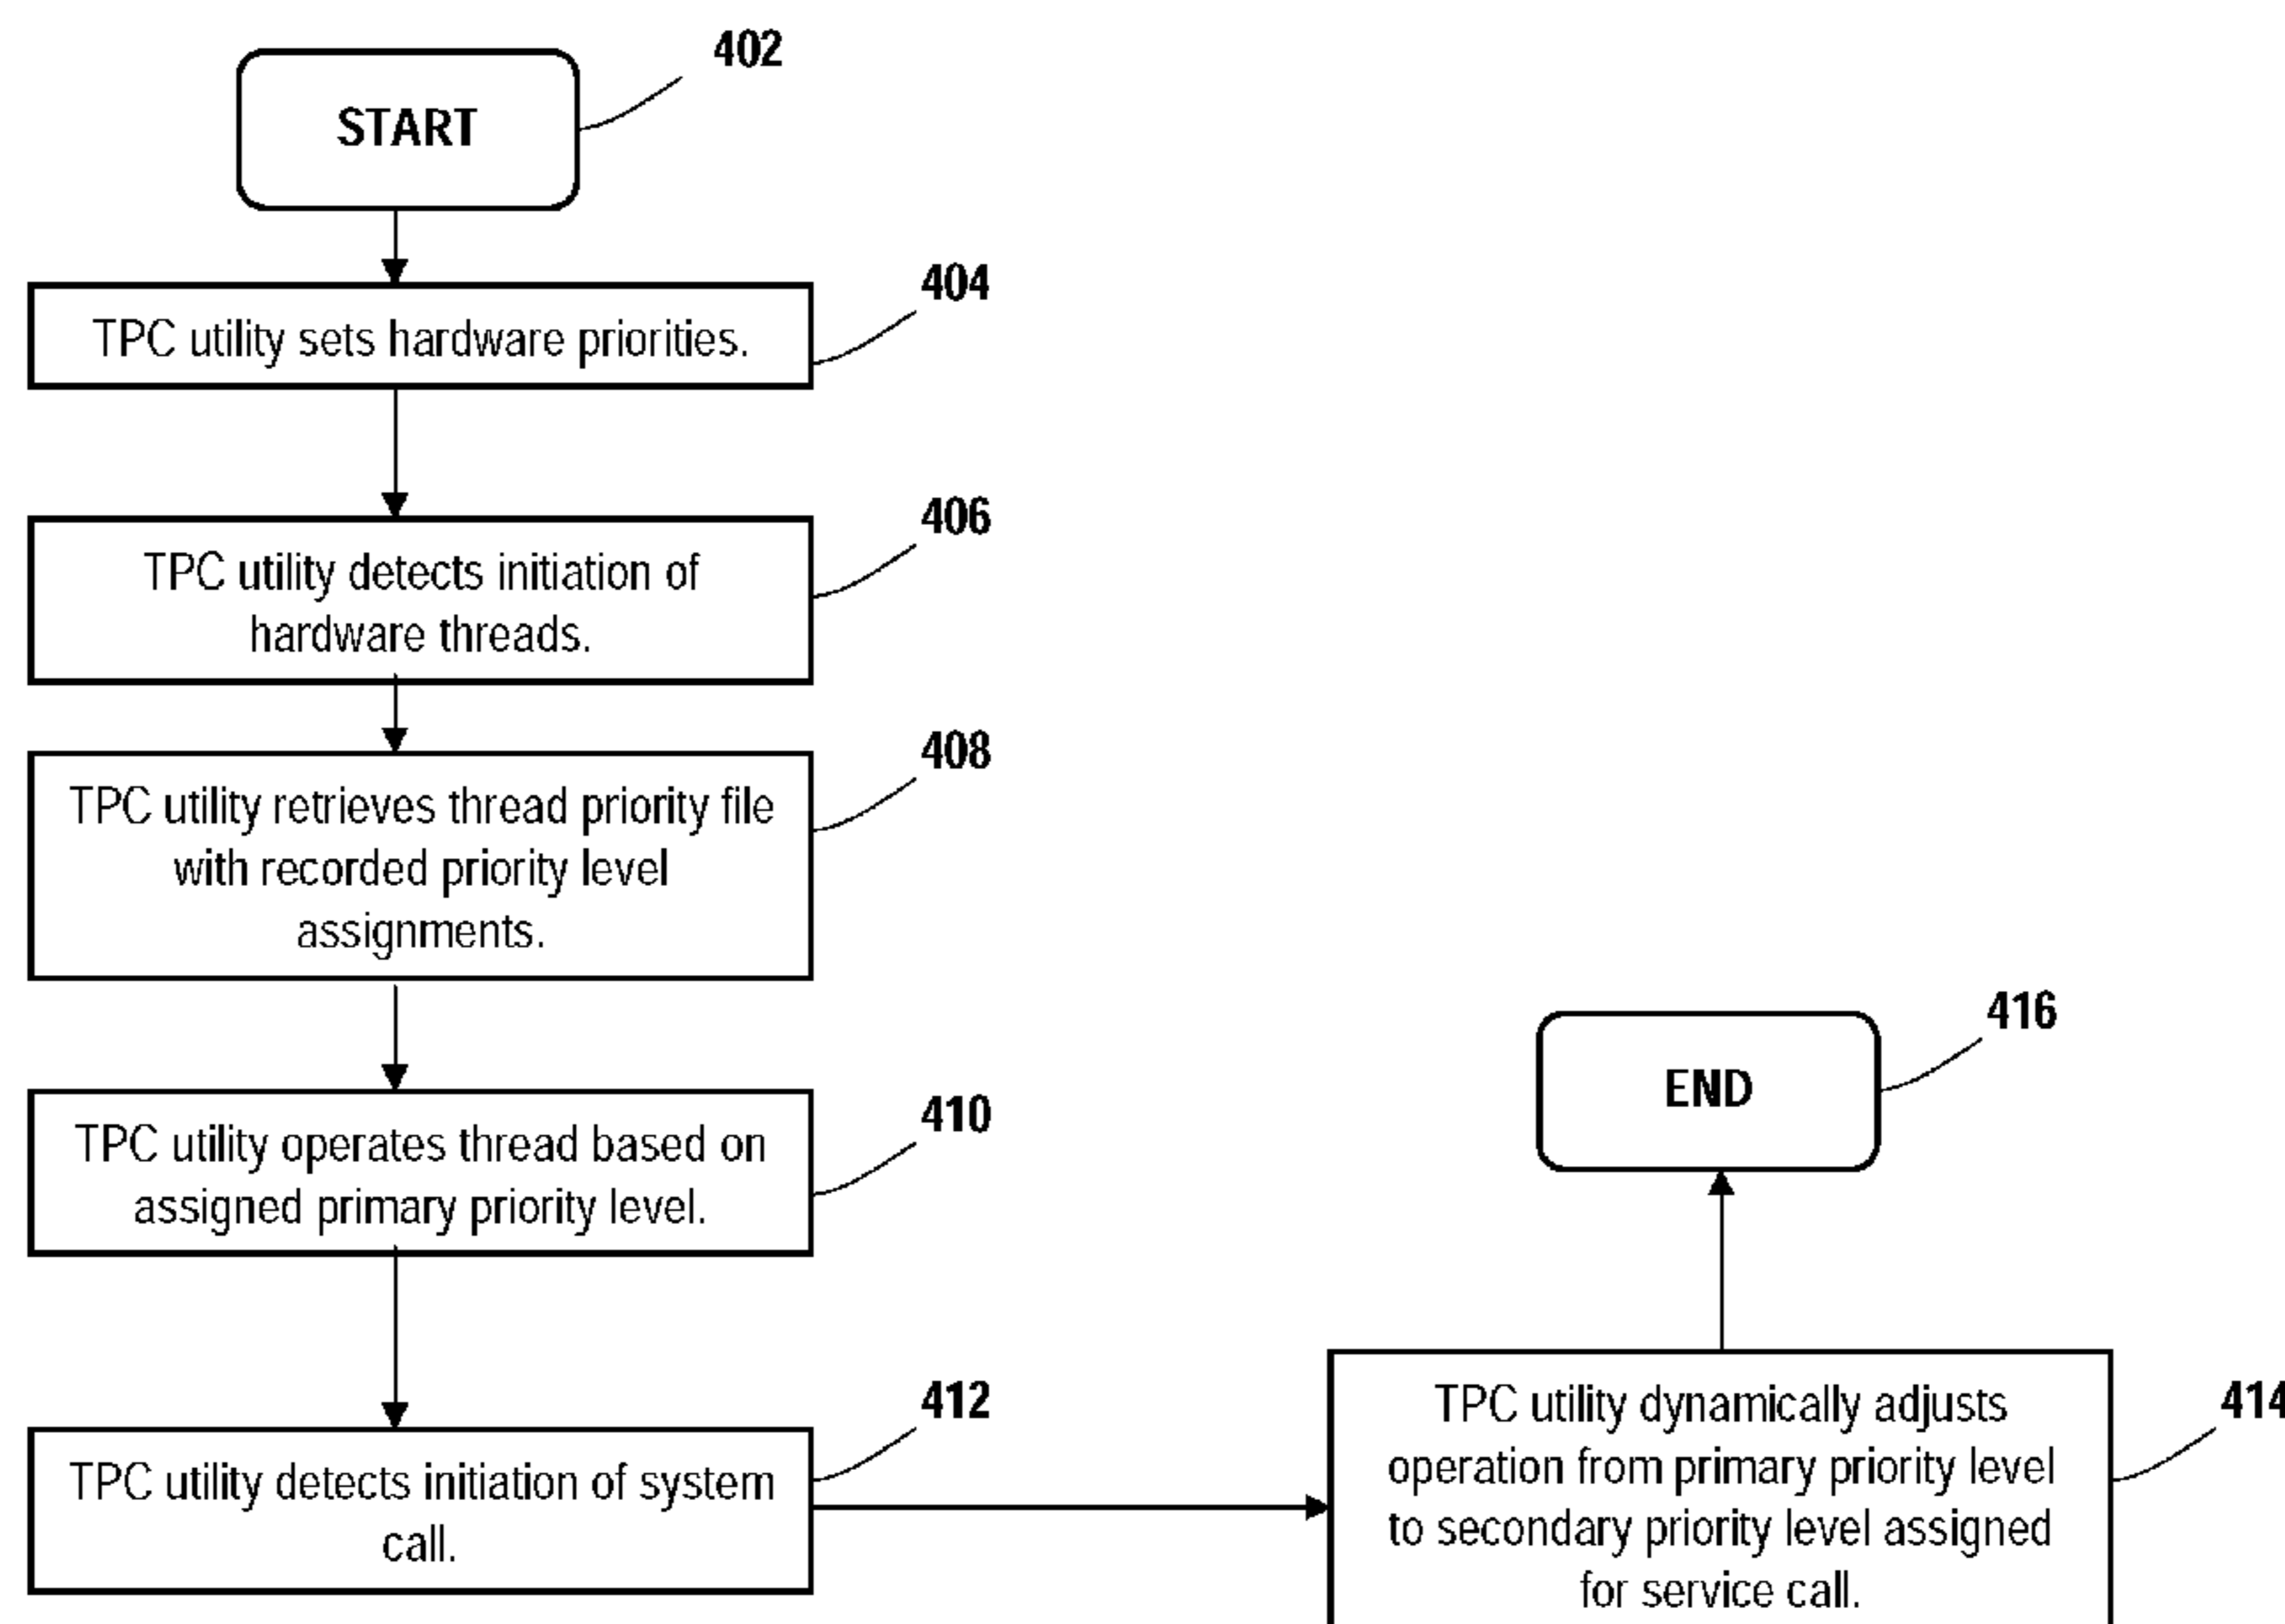 402
START
404
TPC utility sets hardware priorities.
406
TPC utility detects initiation of
hardware threads.
408
TPC utility retrieves thread priority file
with recorded priority level
assignments.
410
TPC utility operates thread based on
assigned primary priority level.
412
TPC utility detects initiation of system
call.
414
TPC utility dynamically adjusts
operation from primary priority level
to secondary priority level assigned
for service call.
416
END